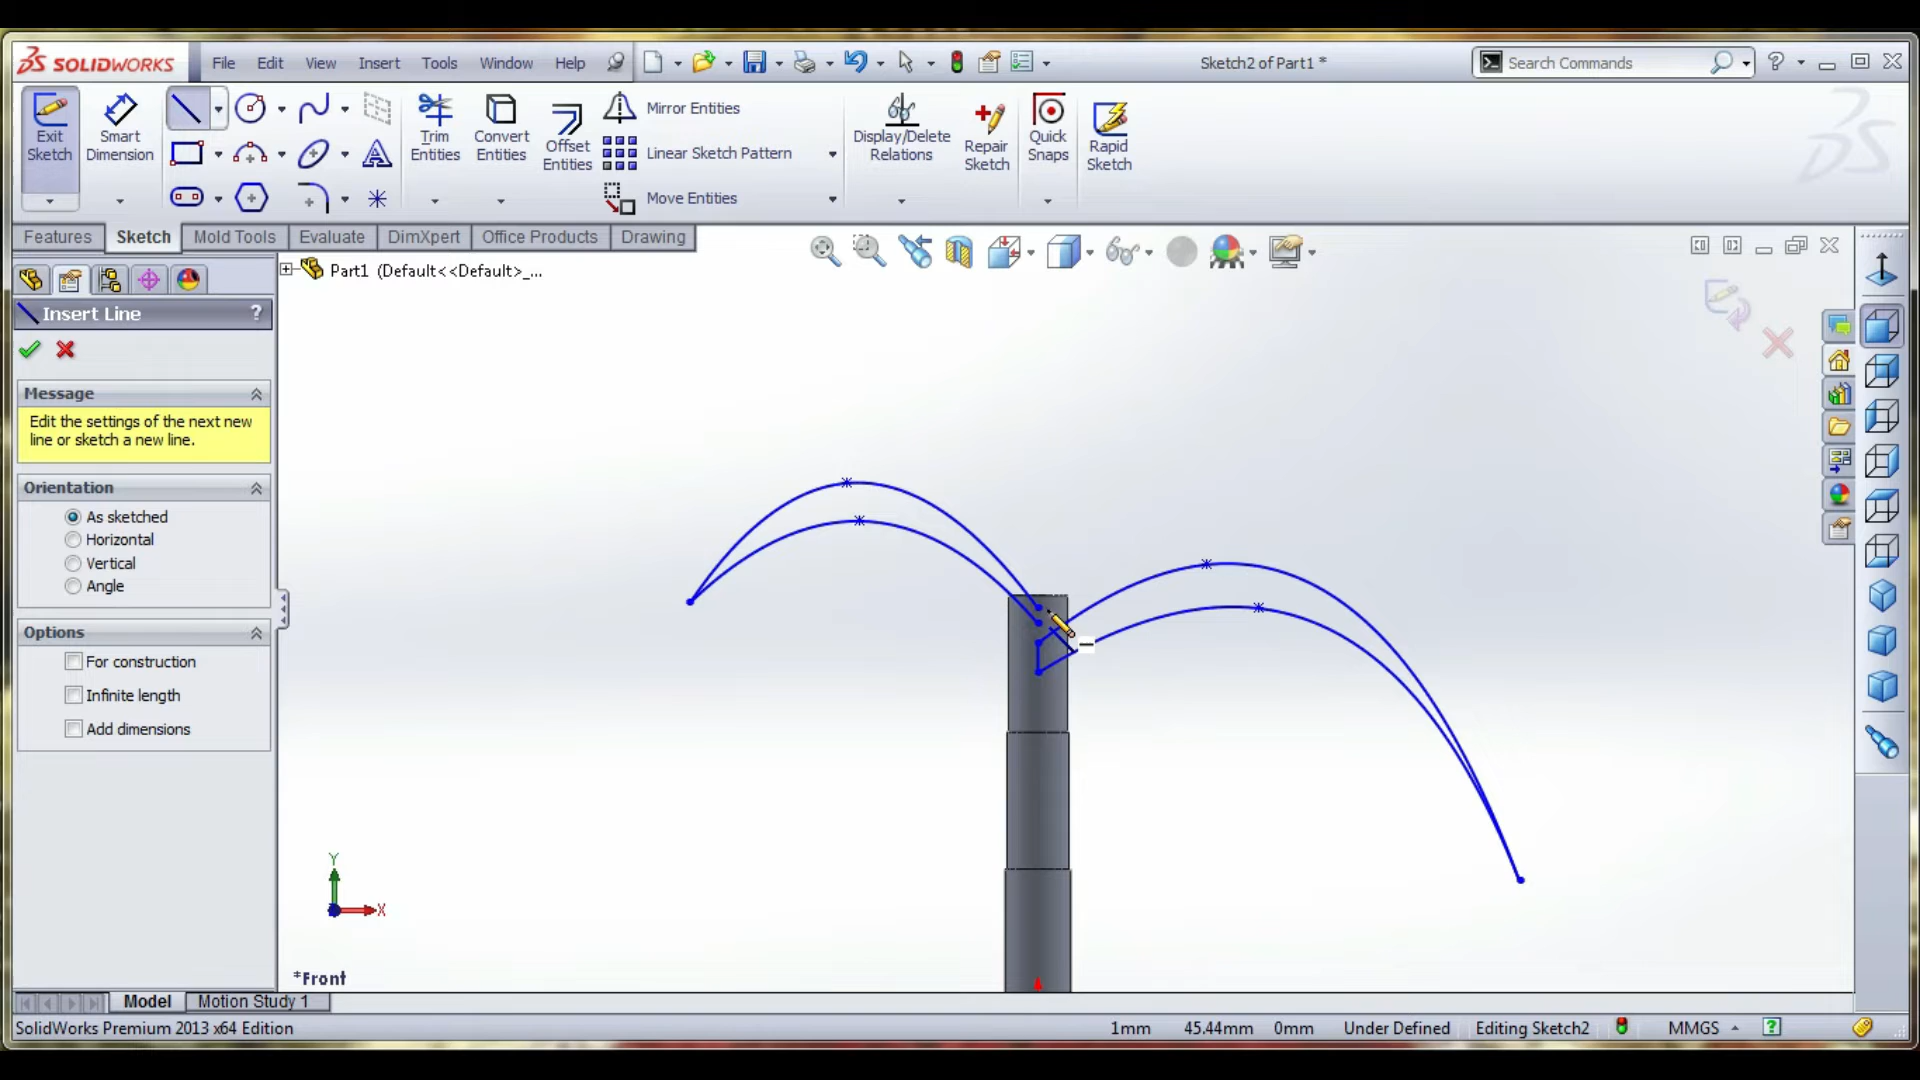 SOLIDWORKS File Edit View Insert Tools Window Help Sketch2 of Part1 * Search Commands
Exit Sketch
Smart Dimension
Trim Entities
Convert Entities
Offset Entities
Mirror Entities
Linear Sketch Pattern
Move Entities
Display/Delete Relations
Repair Sketch
Quick Snaps
Rapid Sketch
Features Sketch Mold Tools Evaluate DimXpert Office Products Drawing
Part1 (Default<<Default>_...
Insert Line ?
Message
Edit the settings of the next new
line or sketch a new line.
Orientation
As sketched
Horizontal
Vertical
Angle
Options
For construction
Infinite length
Add dimensions
Y
X
*Front
Model Motion Study 1
SolidWorks Premium 2013 x64 Edition 1mm 45.44mm 0mm Under Defined Editing Sketch2 MMGS ?